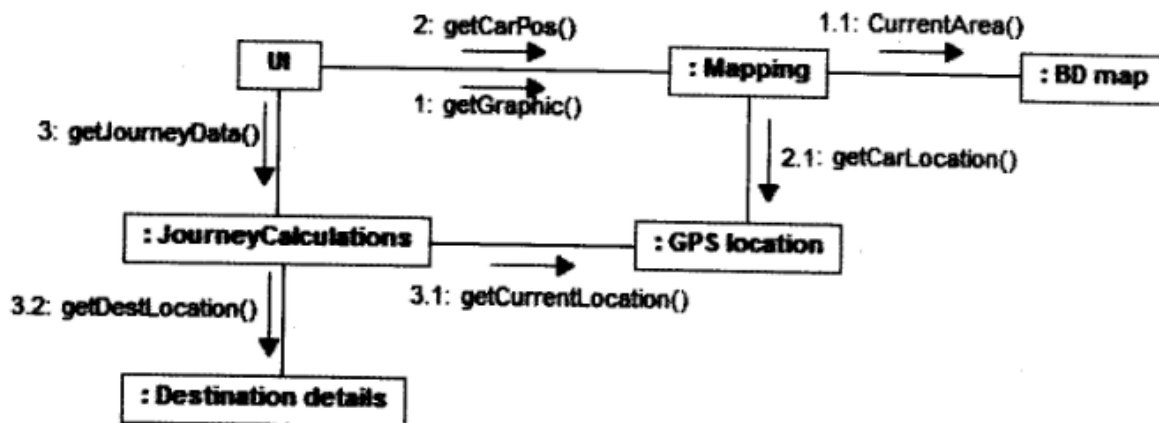 2: getCarPos()
1.1: CurrentArea()
UI
: Mapping
: BD map
1: getGraphic()
3: getJourneyData()
2.1: getCarLocation()
: JourneyCalculations
: GPS location
3.2: getDestLocation()
3.1: getCurrentLocation()
: Destination details